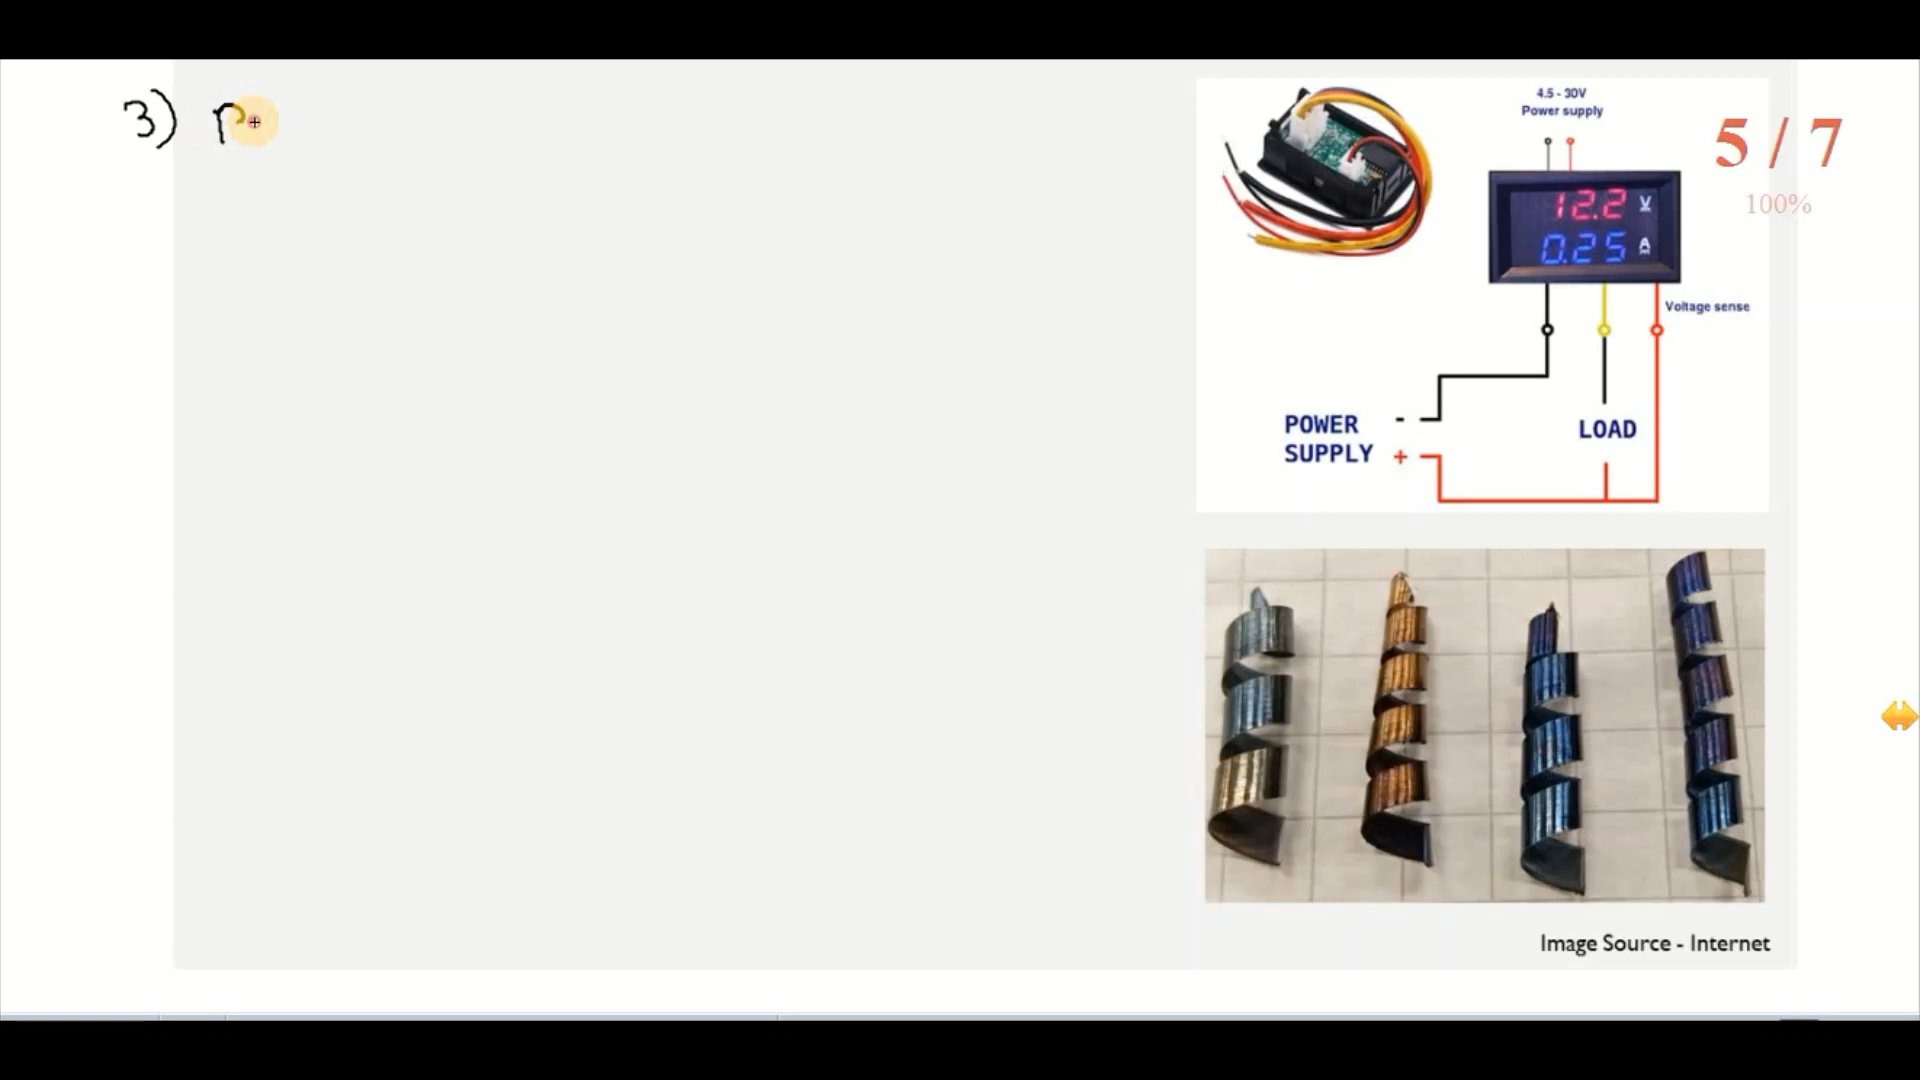 3)
4.5 - 30V
Power supply
5 / 7
100%
12.2 V
0.25 A
Voltage sense
POWER
SUPPLY
-
+
LOAD
Image Source - Internet